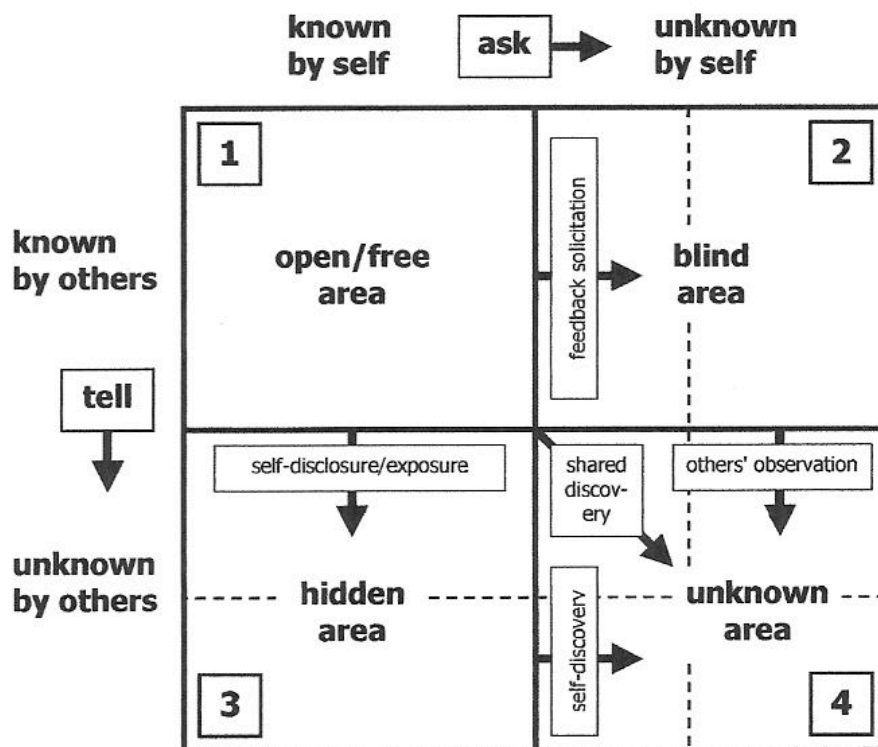 known
by self
ask
unknown
by self
1
2
known
by others
open/free
area
feedback solicitation
blind
area
tell
self-disclosure/exposure
shared
discov-
ery
others' observation
unknown
by others
hidden
area
self-discovery
unknown
area
3
4